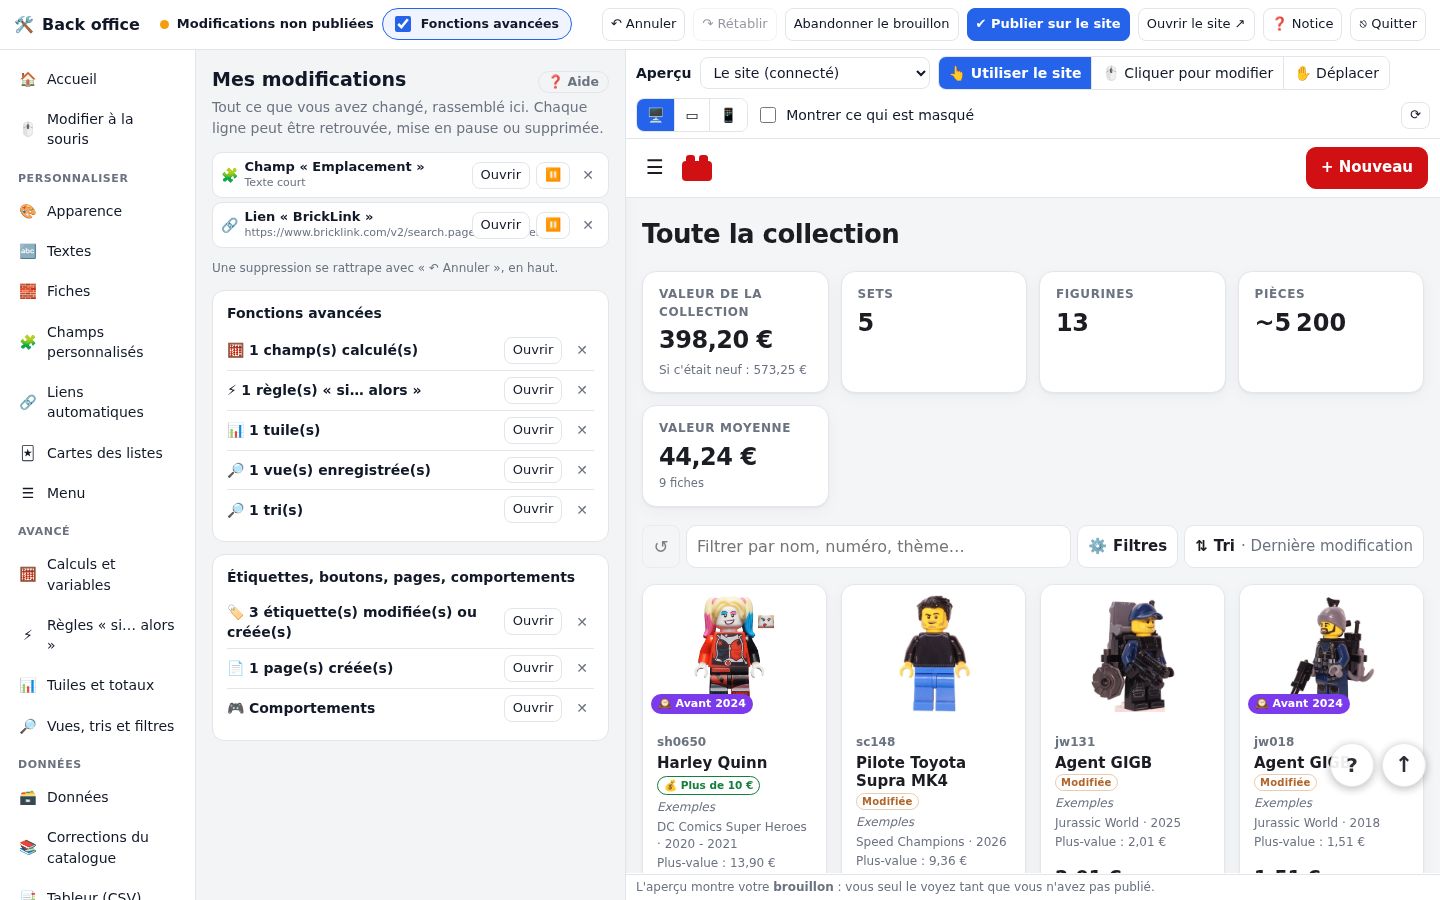 Back office
Modifications non publiées
Fonctions avancées
↶ Annuler
↷ Rétablir
Abandonner le brouillon
✔ Publier sur le site
Ouvrir le site ↗
❓ Notice
⎋ Quitter
Accueil
Modifier à la
souris
PERSONNALISER
Apparence
Textes
Fiches
Champs
personnalisés
Liens
automatiques
Cartes des listes
Menu
AVANCÉ
Calculs et
variables
Règles « si… alors
»
Tuiles et totaux
Vues, tris et filtres
DONNÉES
Données
Corrections du
catalogue
Tableur (CSV)
Mes modifications
❓ Aide
Tout ce que vous avez changé, rassemblé ici. Chaque
ligne peut être retrouvée, mise en pause ou supprimée.
Champ « Emplacement »
Texte court
Ouvrir
✕
Lien « BrickLink »
https://www.bricklink.com/v2/search.page
Ouvrir
✕
Une suppression se rattrape avec « ↶ Annuler », en haut.
Fonctions avancées
1 champ(s) calculé(s)
Ouvrir
✕
1 règle(s) « si… alors »
Ouvrir
✕
1 tuile(s)
Ouvrir
✕
1 vue(s) enregistrée(s)
Ouvrir
✕
1 tri(s)
Ouvrir
✕
Étiquettes, boutons, pages, comportements
3 étiquette(s) modifiée(s) ou
créée(s)
Ouvrir
✕
1 page(s) créée(s)
Ouvrir
✕
Comportements
Ouvrir
✕
Aperçu
Le site (connecté)
Utiliser le site
Cliquer pour modifier
Déplacer
Montrer ce qui est masqué
+ Nouveau
Toute la collection
VALEUR DE LA
COLLECTION
398,20 €
Si c'était neuf : 573,25 €
SETS
5
FIGURINES
13
PIÈCES
~5 200
VALEUR MOYENNE
44,24 €
9 fiches
Filtrer par nom, numéro, thème…
Filtres
⇅ Tri · Dernière modification
Avant 2024
sh0650
Harley Quinn
Plus de 10 €
Exemples
DC Comics Super Heroes
· 2020 - 2021
Plus-value : 13,90 €
sc148
Pilote Toyota
Supra MK4
Modifiée
Exemples
Speed Champions · 2026
Plus-value : 9,36 €
jw131
Agent GIGB
Modifiée
Exemples
Jurassic World · 2025
Plus-value : 2,01 €
Avant 2024
jw018
Agent
Modifiée
Exemples
Jurassic World · 2018
Plus-value : 1,51 €
?
↑
L'aperçu montre votre brouillon : vous seul le voyez tant que vous n'avez pas publié.